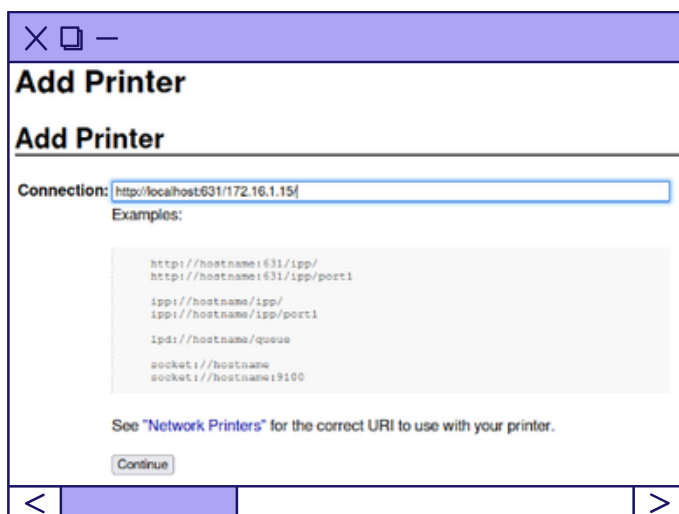 Add Printer
Add Printer
Connection: http://localhost:631/172.16.1.15/
Examples:
http://hostname:631/ipp/
http://hostname:631/ipp/port1
ipp://hostname/ipp/
ipp://hostname/ipp/port1
lpd://hostname/queue
socket://hostname
socket://hostname:9100
See "Network Printers" for the correct URI to use with your printer.
Continue